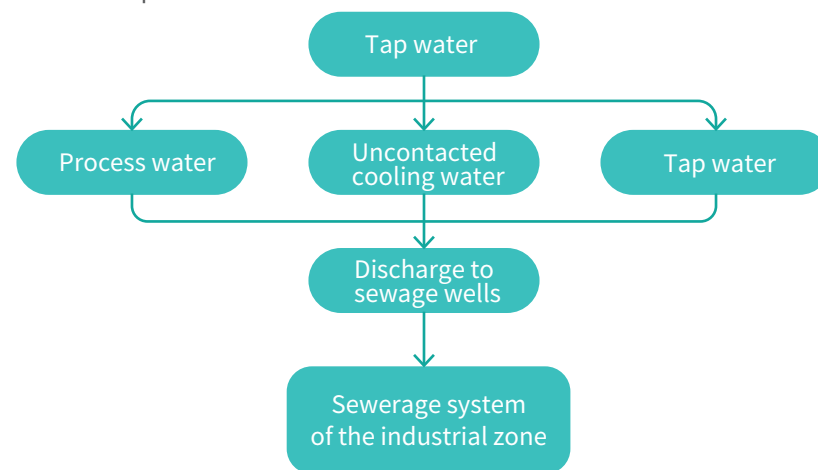 Tap water
Process water
Uncontacted
cooling water
Tap water
Discharge to
sewage wells
Sewerage system
of the industrial zone